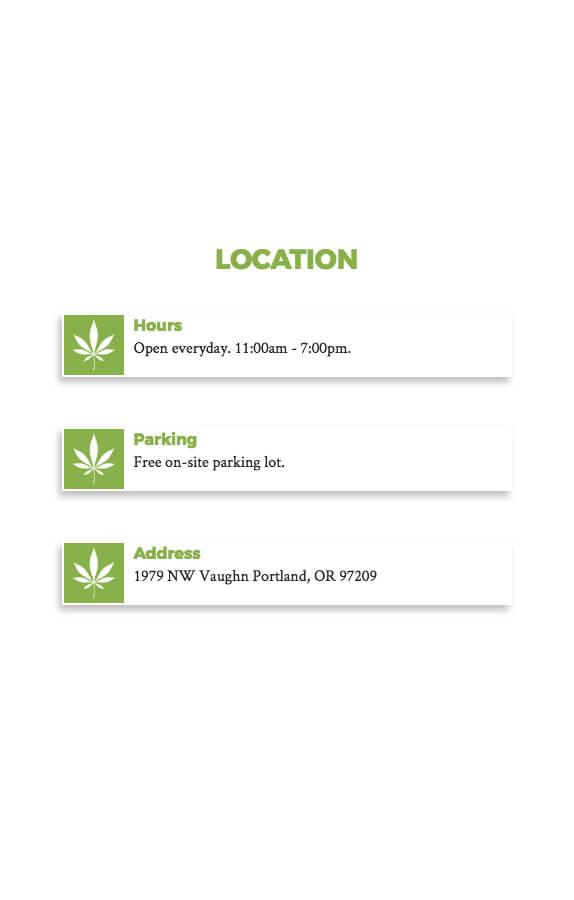 LOCATION
Hours
Open everyday. 11:00am - 7:00pm.
Parking
Free on-site parking lot.
Address
1979 NW Vaughn Portland, OR 97209